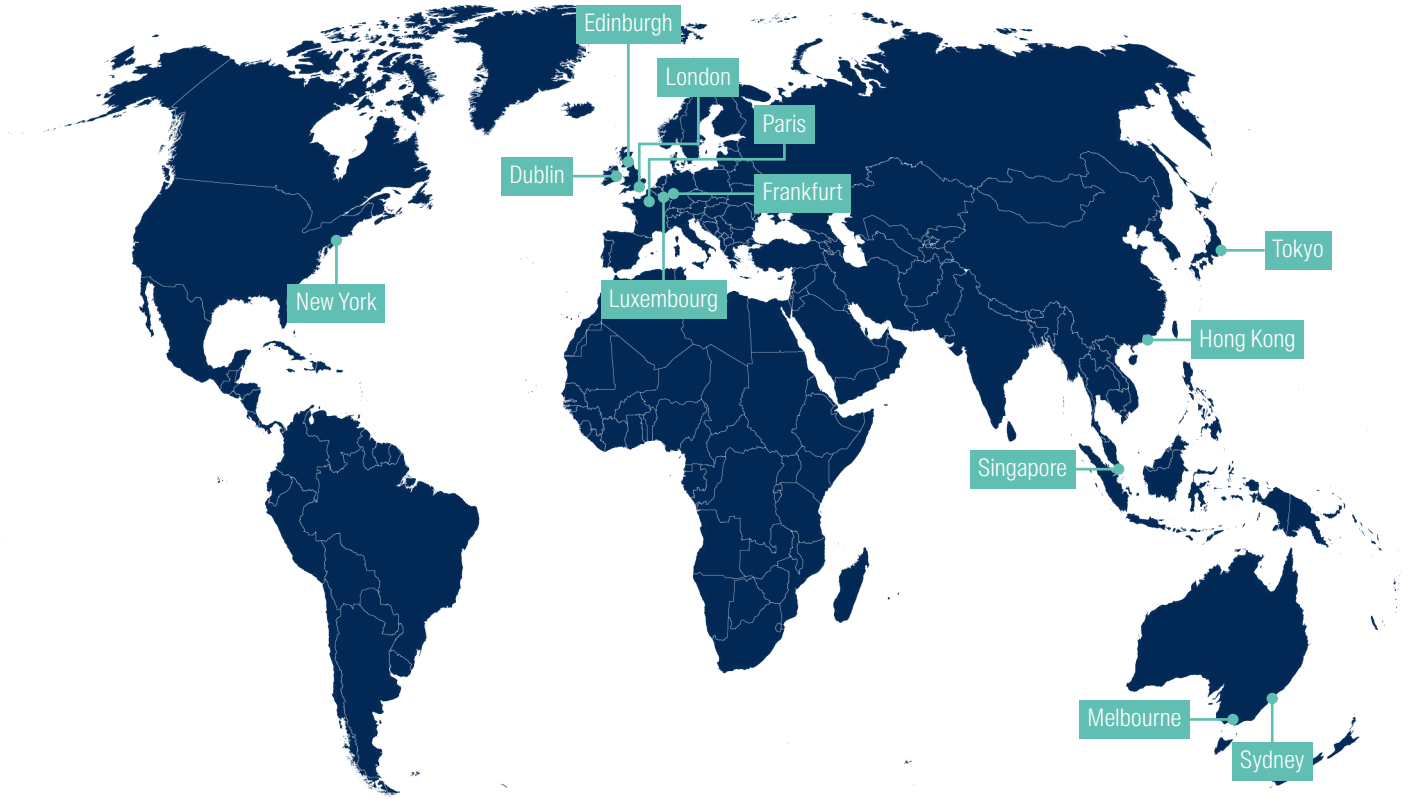 Edinburgh
London
Paris
Dublin
Frankfurt
Tokyo
New York
Luxembourg
Hong Kong
Singapore
Melbourne
Sydney